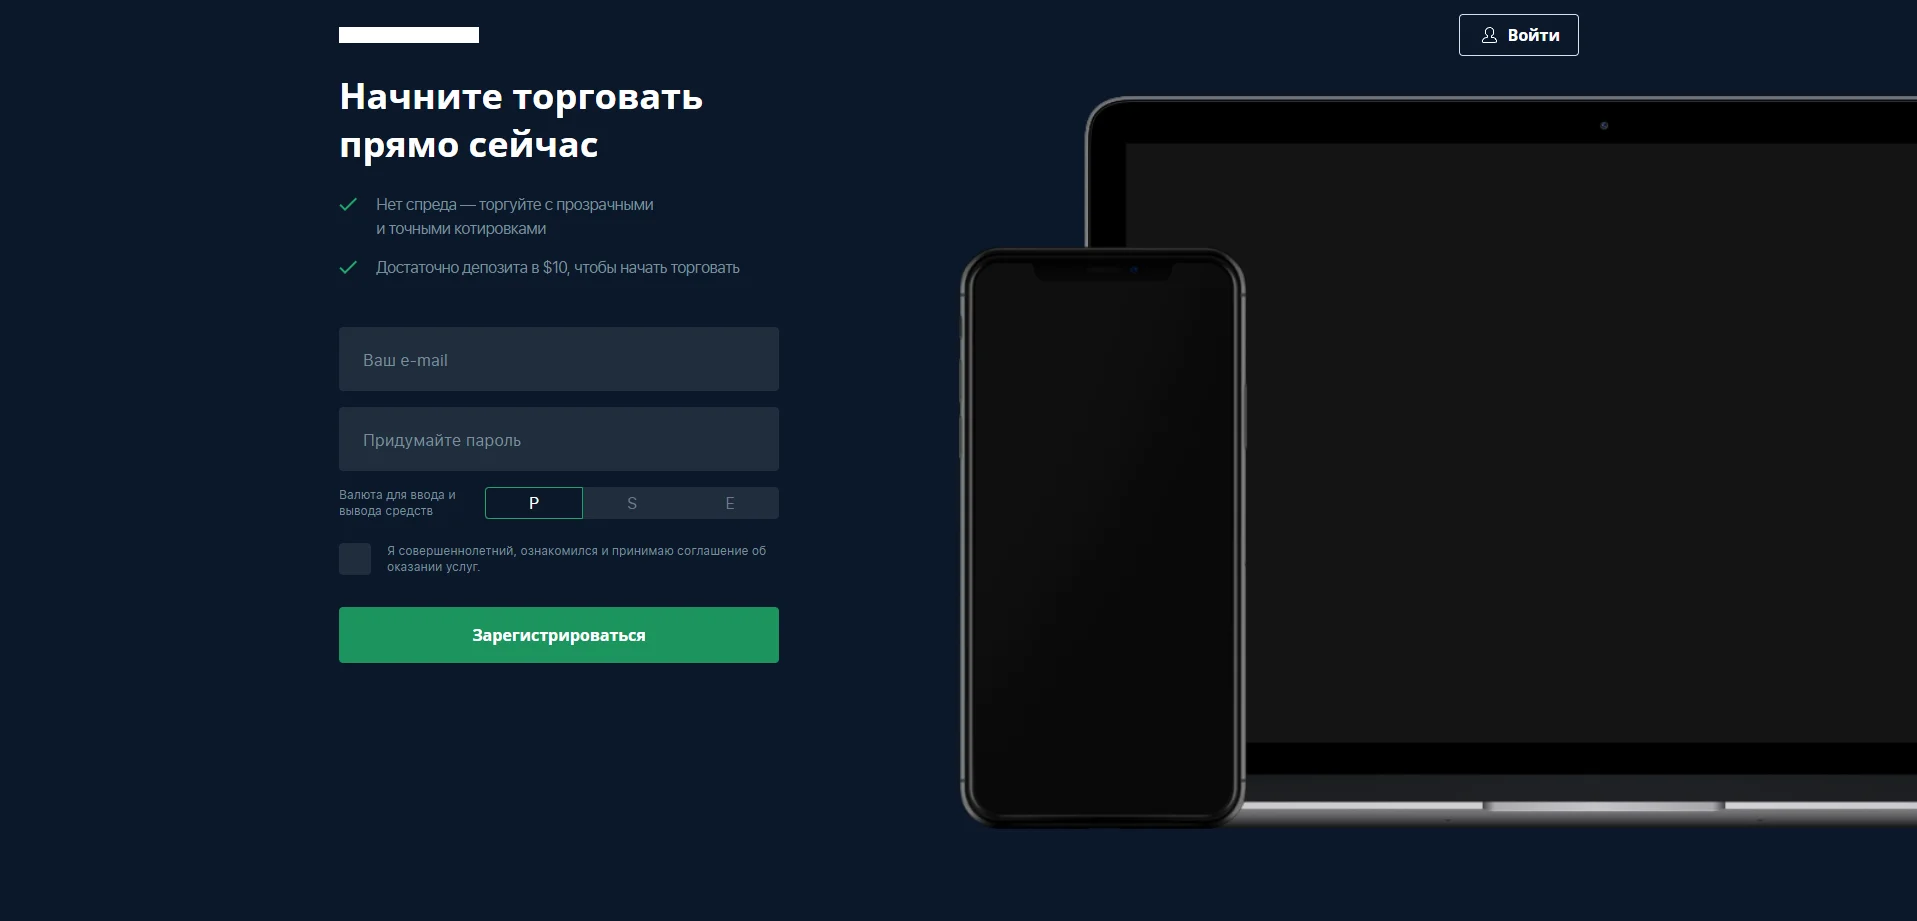 Войти
Начните торговать
прямо сейчас
Нет спреда — торгуйте с прозрачными
и точными котировками
Достаточно депозита в $10, чтобы начать торговать
Ваш e-mail
Придумайте пароль
Валюта для ввода и
вывода средств
P S E
Я совершеннолетний, ознакомился и принимаю соглашение об
оказании услуг.
Зарегистрироваться